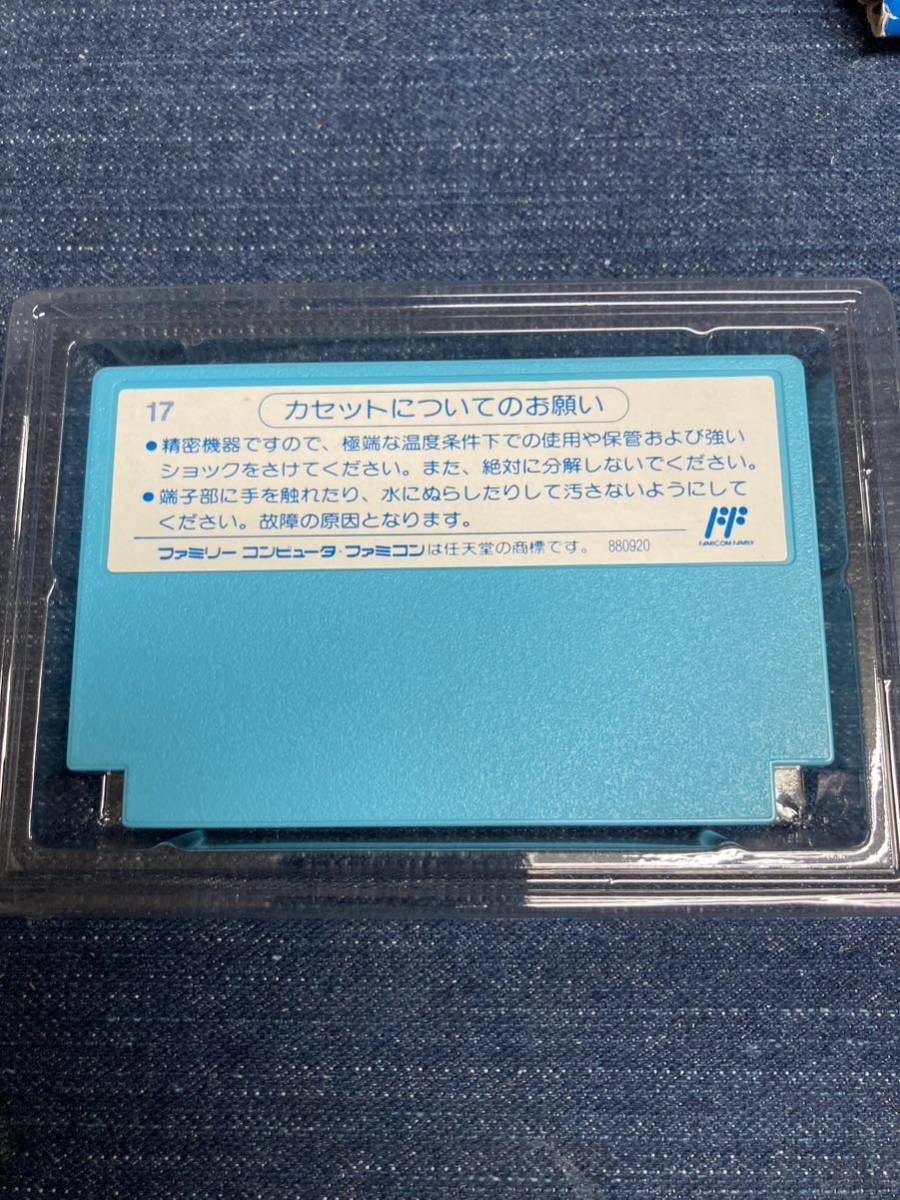 17
カセットについてのお願い
●精密機器ですので、極端な温度条件下での使用や保管および強い
ショックをさけてください。また、絶対に分解しないでください。
●端子部に手を触れたり、水にぬらしたりして汚さないようにして
ください。故障の原因となります。
FF
FAMICOM FAMILY
ファミリー コンピュータ・ファミコンは任天堂の商標です。 880920